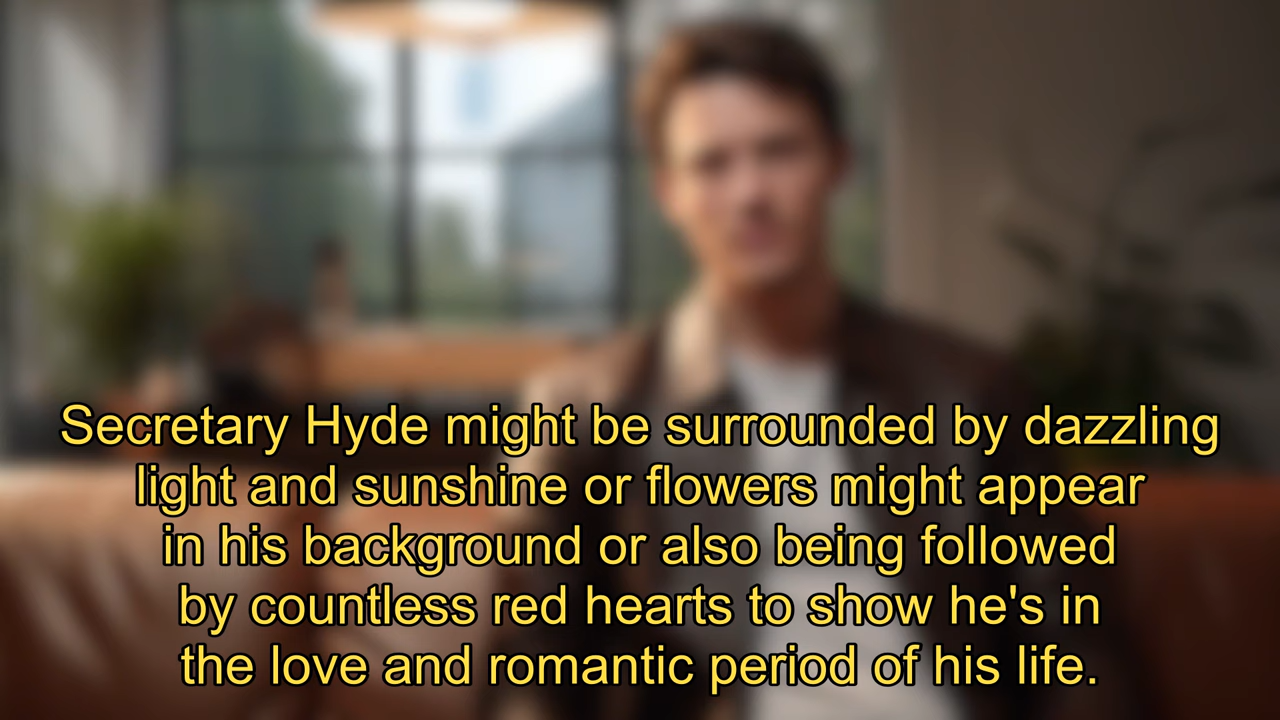 Secretary Hyde might be surrounded by dazzling
light and sunshine or flowers might appear
in his background or also being followed
by countless red hearts to show he's in
the love and romantic period of his life.